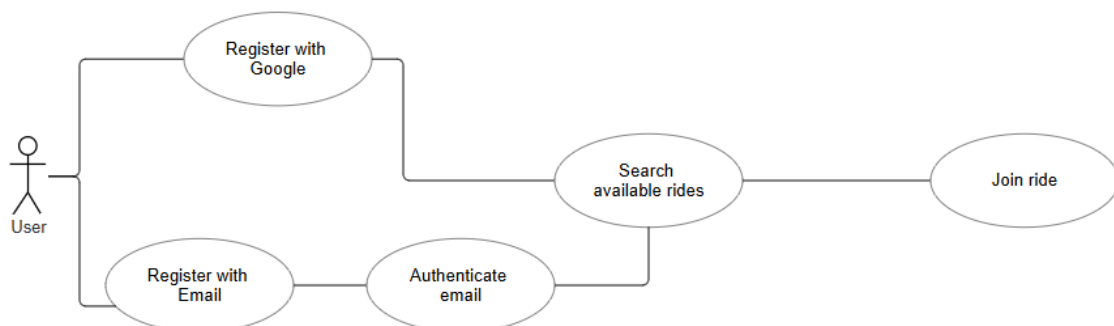 Register with
Google
Search
available rides
Join ride
User
Register with
Email
Authenticate
email